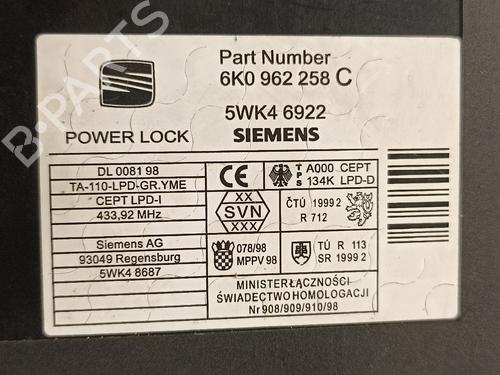 Part Number
6K0 962 258 C
5WK4 6922
POWER LOCK
SIEMENS
DL 0081 98
TA-110-LPD-GR.YME
CEPT LPD-I
433,92 MHz
Siemens AG
93049 Regensburg
5WK4 8687
CE
XX
SVN
XXX
TPS
A000 CEPT
134K LPD-D
ČTÚ 1999 2
R 712
078/98
MPPV 98
TÚ R 113
SR 1999 2
MINISTER ŁĄCZNOŚCI
ŚWIADECTWO HOMOLOGACJI
Nr 908/909/910/98
B-PARTS